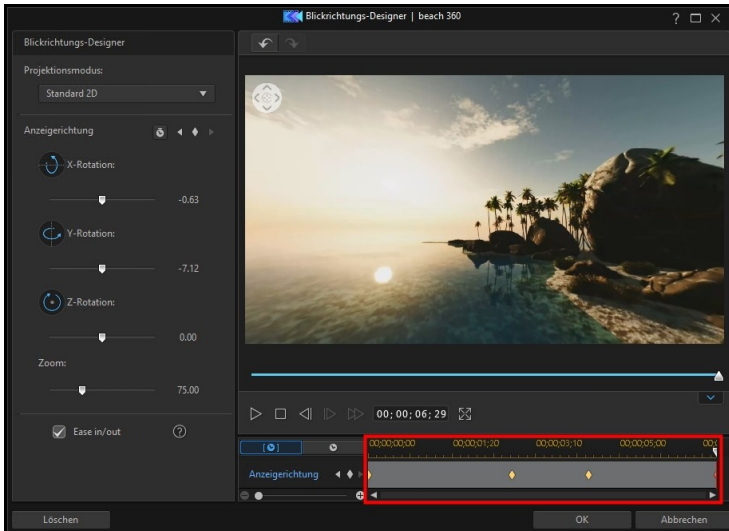 Blickrichtungs-Designer | beach 360
?
Blickrichtungs-Designer
Projektionsmodus:
Standard 2D
Anzeigerichtung
X-Rotation:
-0.63
Y-Rotation:
-7.12
Z-Rotation:
0.00
Zoom:
75.00
Ease in/out
?
00; 00; 06; 29
00;00;00;00 00;00;01;20 00;00;03;10 00;00;05;00
Anzeigerichtung
Löschen
OK
Abbrechen